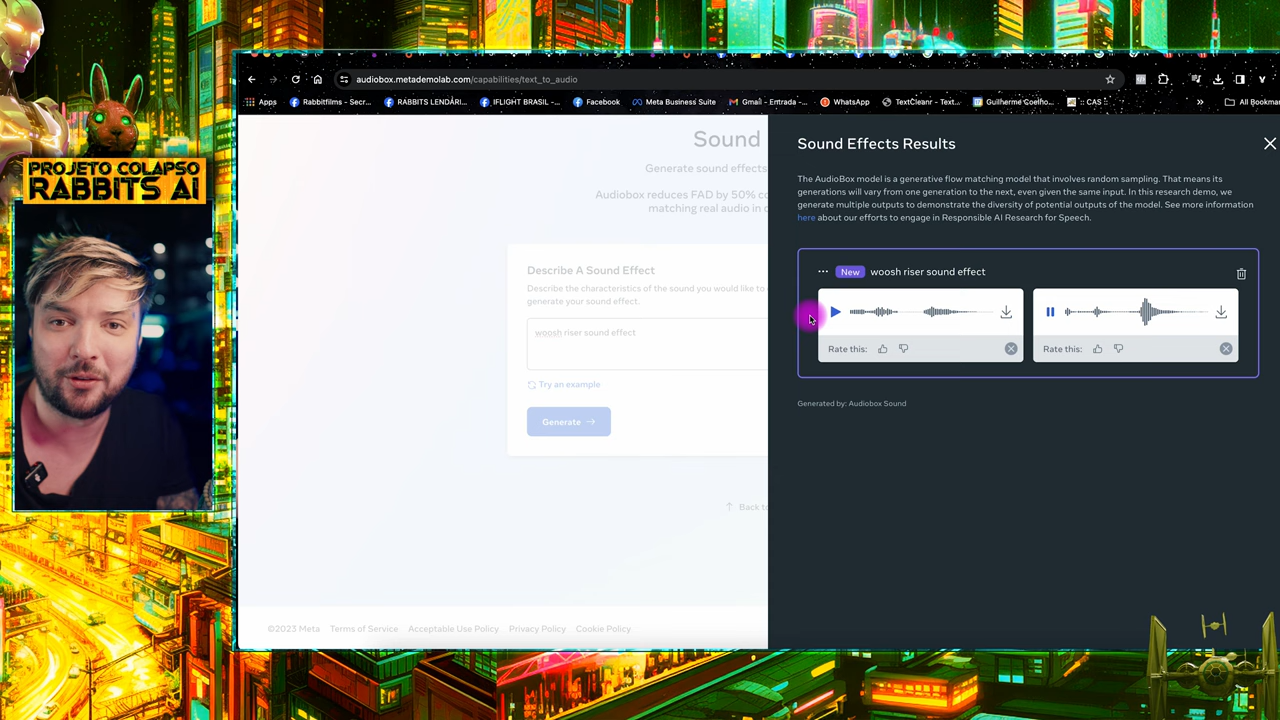 PROJETO COLAPSO
RABBITS AI
audiobox.metademolab.com/capabilities/text_to_audio
Apps
Rabbitfilms – Secr...
RABBITS LENDÁRI...
IFLIGHT BRASIL -...
Facebook
Meta Business Suite
Gmail - Entrada -...
WhatsApp
TextCleanr - Text...
Guilherme Coelho...
:: CAS :
»
All Bookmar
Sound
Generate sound effects
Audiobox reduces FAD by 50% co
matching real audio in d
Describe A Sound Effect
Describe the characteristics of the sound you would like to
generate your sound effect.
woosh riser sound effect
Try an example
Generate →
↑ Back to
©2023 Meta Terms of Service Acceptable Use Policy Privacy Policy Cookie Policy
Sound Effects Results
The AudioBox model is a generative flow matching model that involves random sampling. That means its
generations will vary from one generation to the next, even given the same input. In this research demo, we
generate multiple outputs to demonstrate the diversity of potential outputs of the model. See more information
here about our efforts to engage in Responsible AI Research for Speech.
... New woosh riser sound effect
Rate this:
Rate this:
Generated by: Audiobox Sound